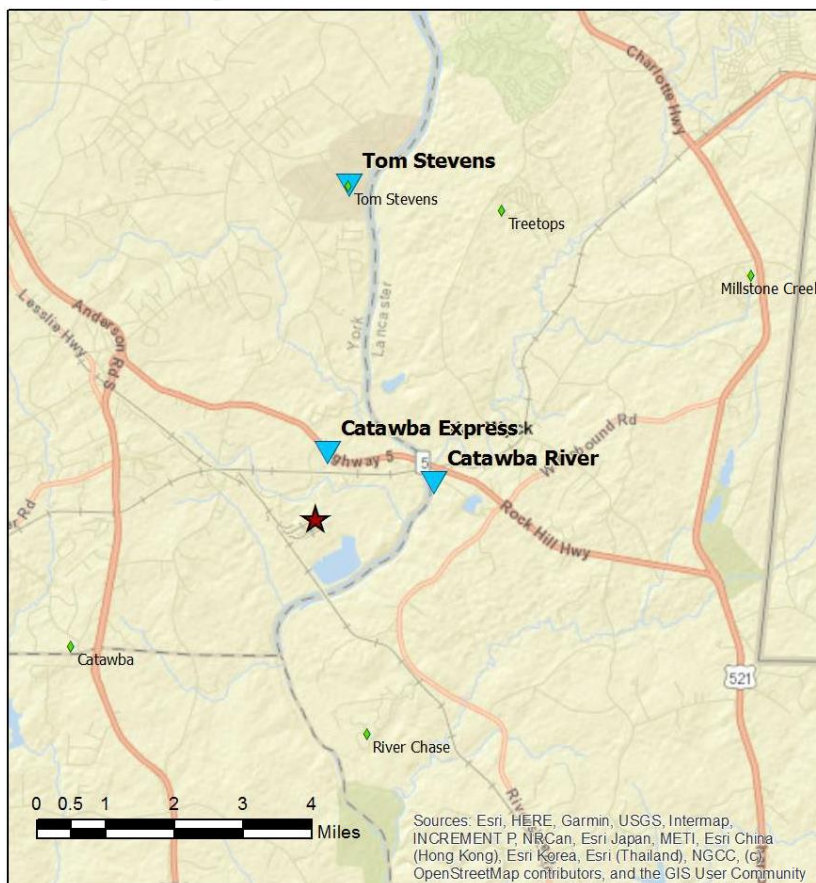 Charlotte Hwy
Tom Stevens
Tom Stevens
Treetops
Millstone Creek
Lesslie Hwy
Anderson Rd S
York
Lancaster
Catawba Express
ighway 5
5
Catawba River
Rd
Rock Hill Hwy
er Rd
Catawba
521
River Chase
0 0.5 1 2 3 4
Miles
Sources: Esri, HERE, Garmin, USGS, Intermap,
INCREMENT P, NRCan, Esri Japan, METI, Esri China
(Hong Kong), Esri Korea, Esri (Thailand), NGCC, (c)
OpenStreetMap contributors, and the GIS User Community